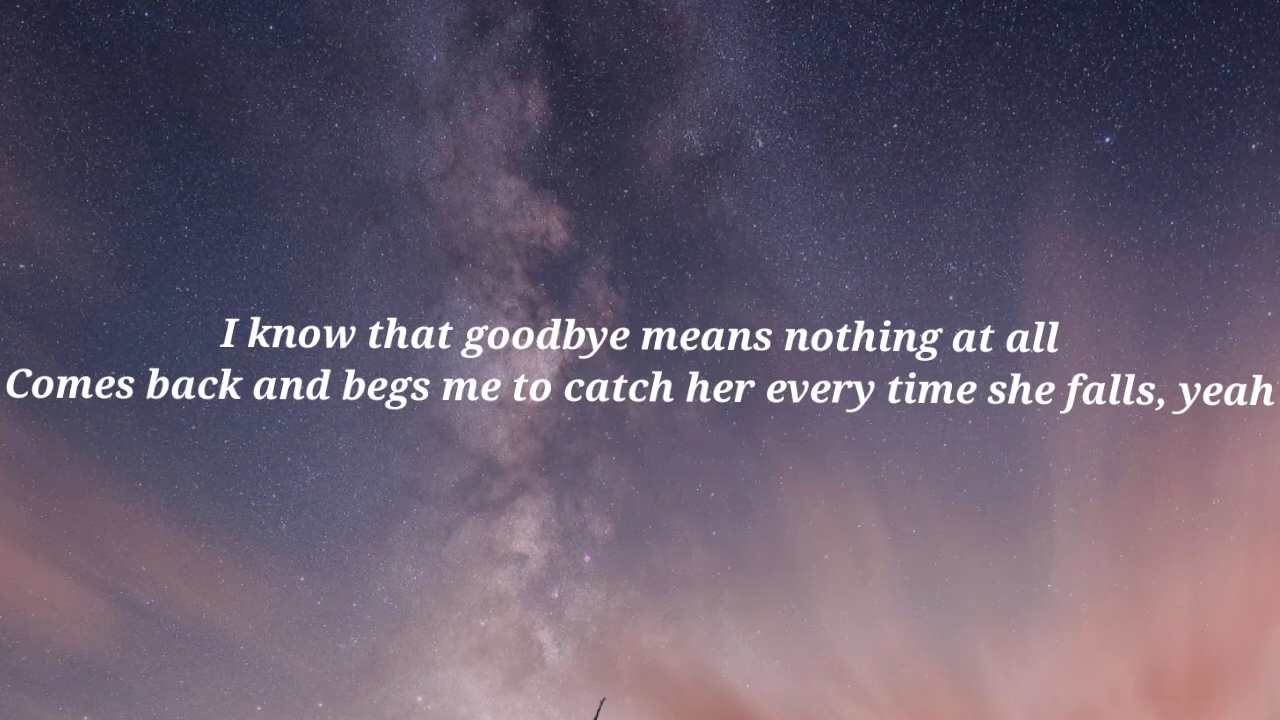 I know that goodbye means nothing at all
Comes back and begs me to catch her every time she falls, yeah